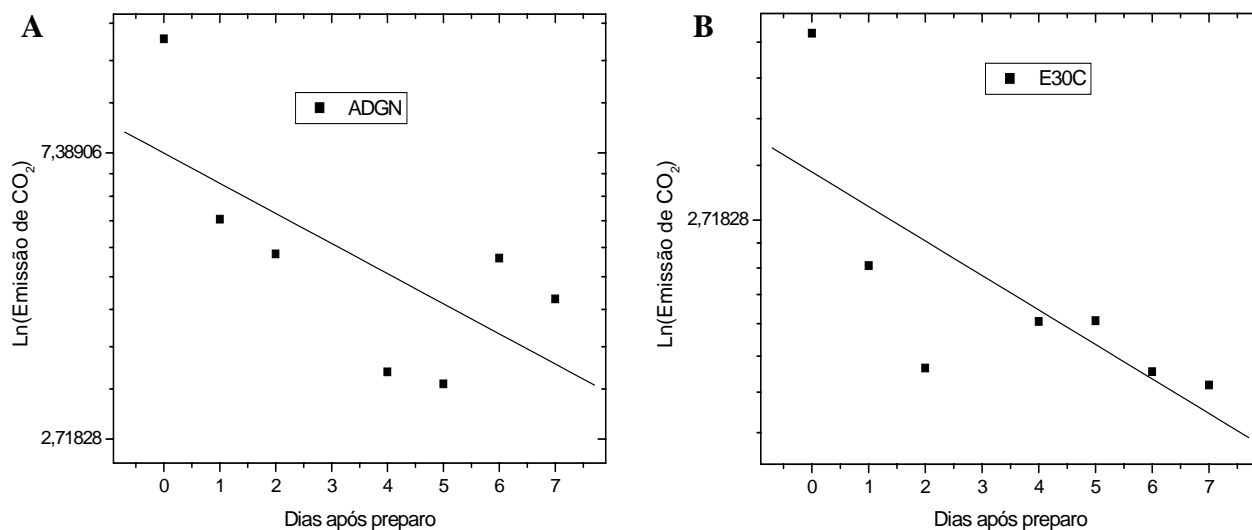 A
ADGN
7,38906
2,71828
Ln(Emissão de CO₂)
0 1 2 3 4 5 6 7
Dias após preparo
B
E30C
2,71828
Ln(Emissão de CO₂)
0 1 2 3 4 5 6 7
Dias após preparo